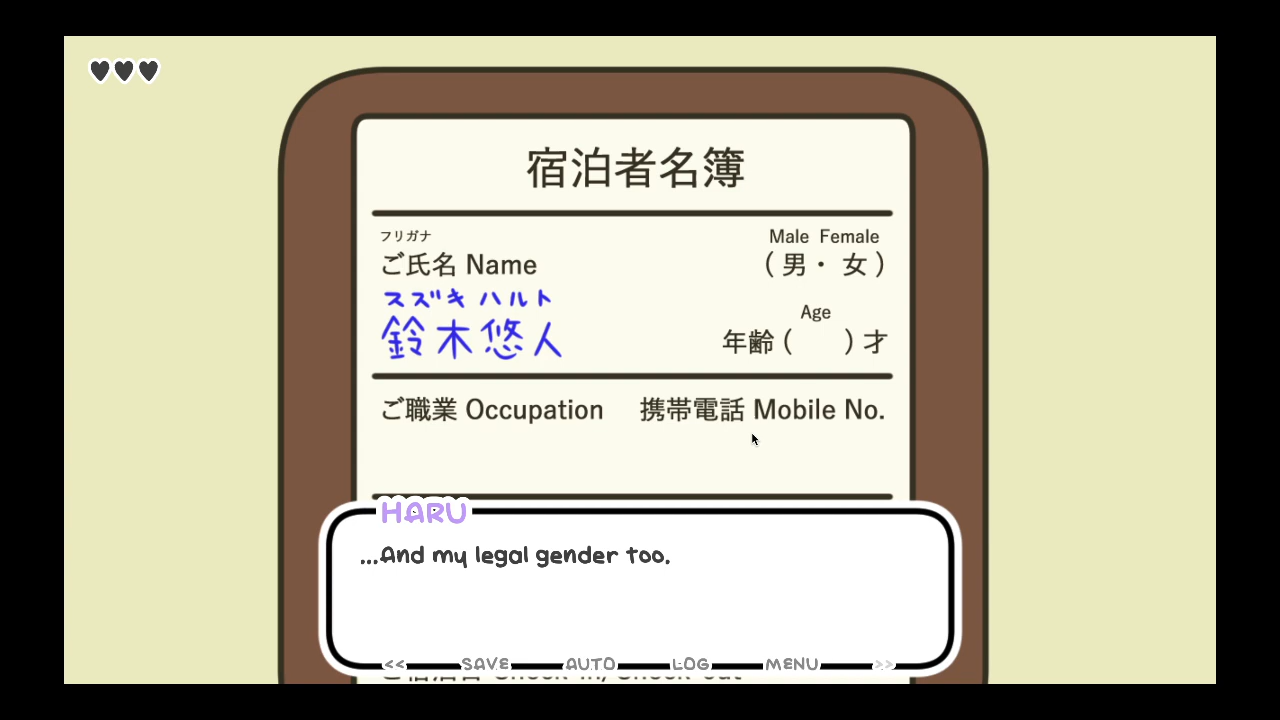 宿泊者名簿
フリガナ
Male Female
ご氏名 Name
(男・女)
スズキ ハルト
鈴木悠人
Age
年齢( )才
ご職業 Occupation
携帯電話 Mobile No.
HARU
...And my legal gender too.
<< SAVE AUTO LOG MENU >>